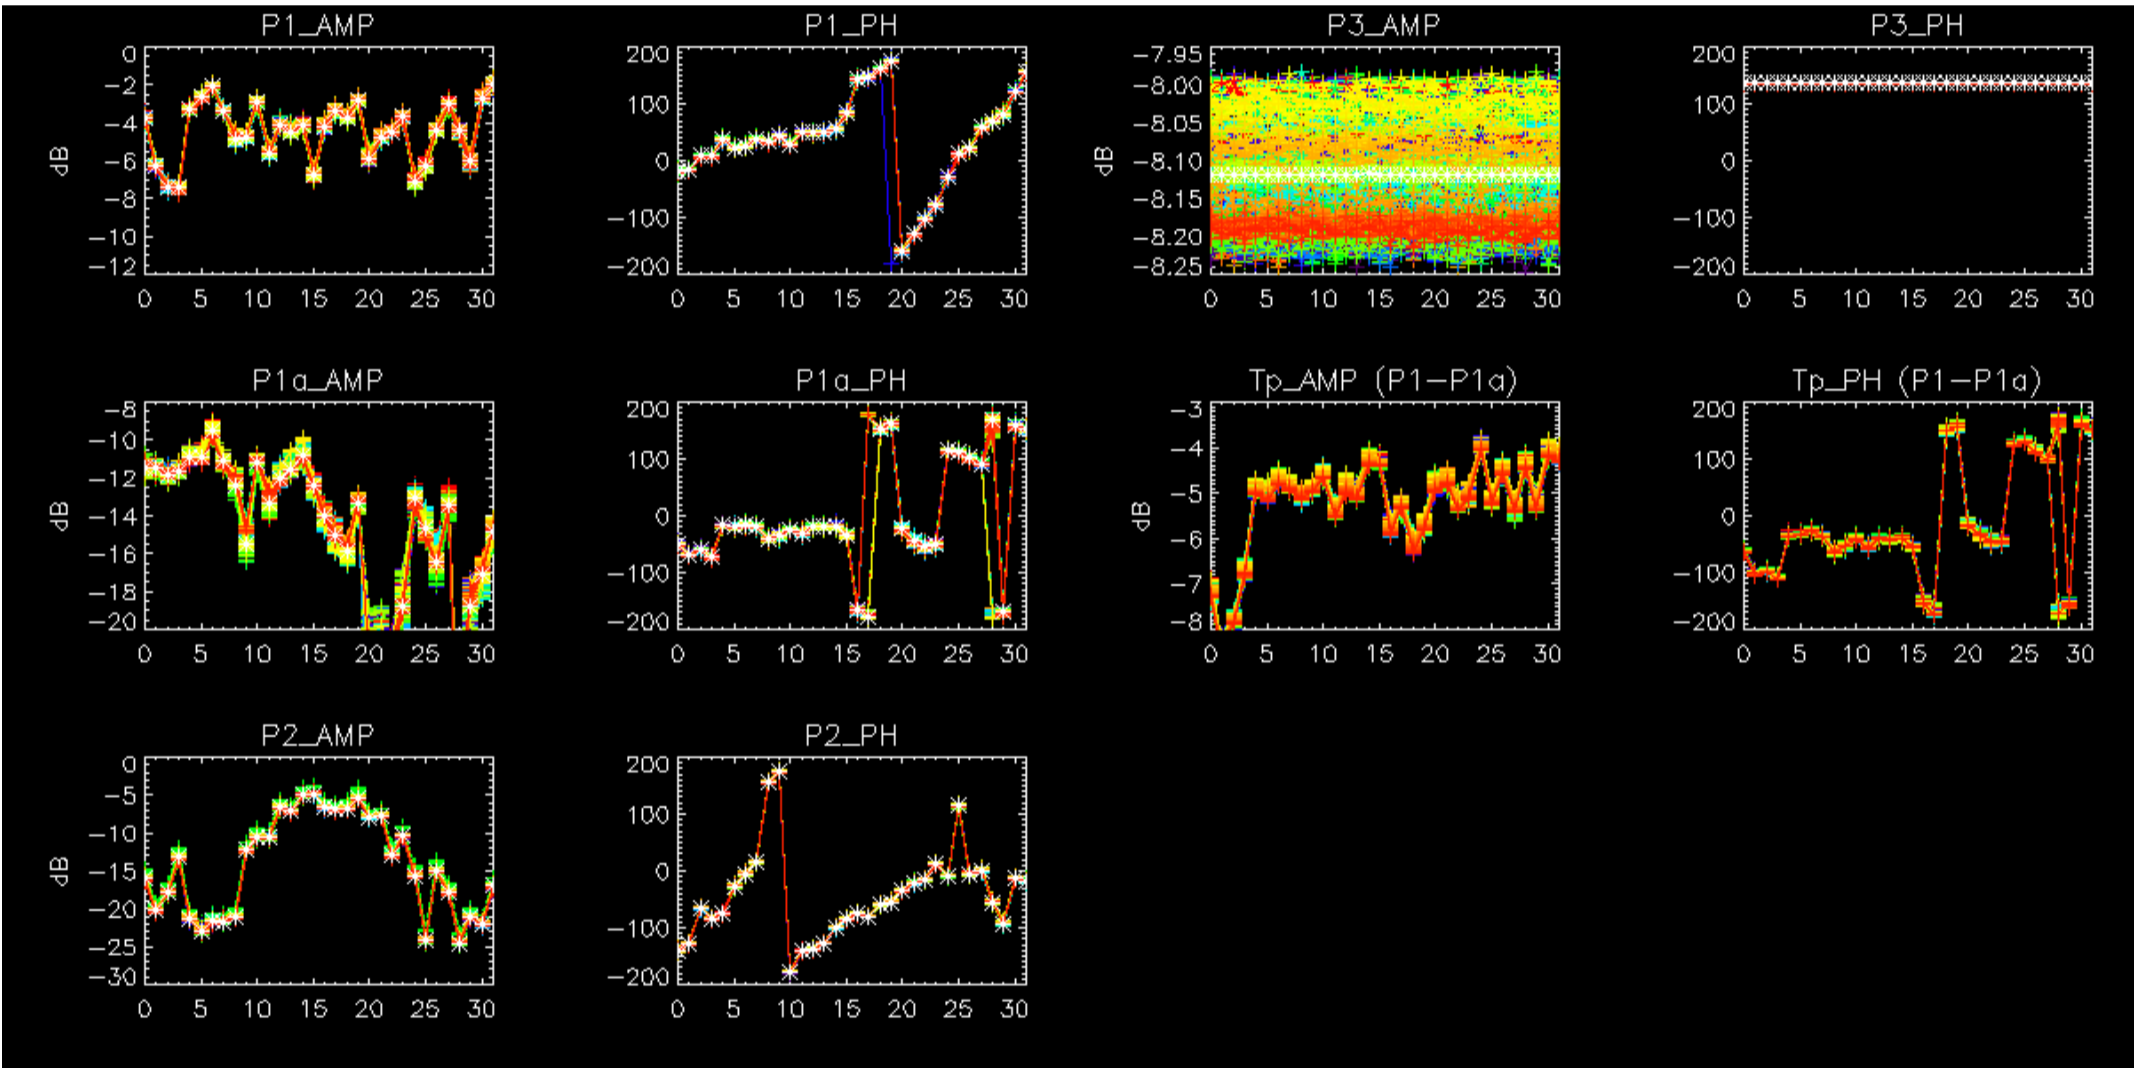 P1_AMP
P1_PH
P3_AMP
P3_PH
dB
0
−2
−4
−6
−8
−10
−12
0 5 10 15 20 25 30
200
100
0
−100
−200
0 5 10 15 20 25 30
dB
−7.95
−8.00
−8.05
−8.10
−8.15
−8.20
−8.25
0 5 10 15 20 25 30
200
100
0
−100
−200
0 5 10 15 20 25 30
P1a_AMP
P1a_PH
Tp_AMP (P1−P1a)
Tp_PH (P1−P1a)
dB
−8
−10
−12
−14
−16
−18
−20
0 5 10 15 20 25 30
200
100
0
−100
−200
0 5 10 15 20 25 30
dB
−3
−4
−5
−6
−7
−8
0 5 10 15 20 25 30
200
100
0
−100
−200
0 5 10 15 20 25 30
P2_AMP
P2_PH
dB
0
−5
−10
−15
−20
−25
−30
0 5 10 15 20 25 30
200
100
0
−100
−200
0 5 10 15 20 25 30